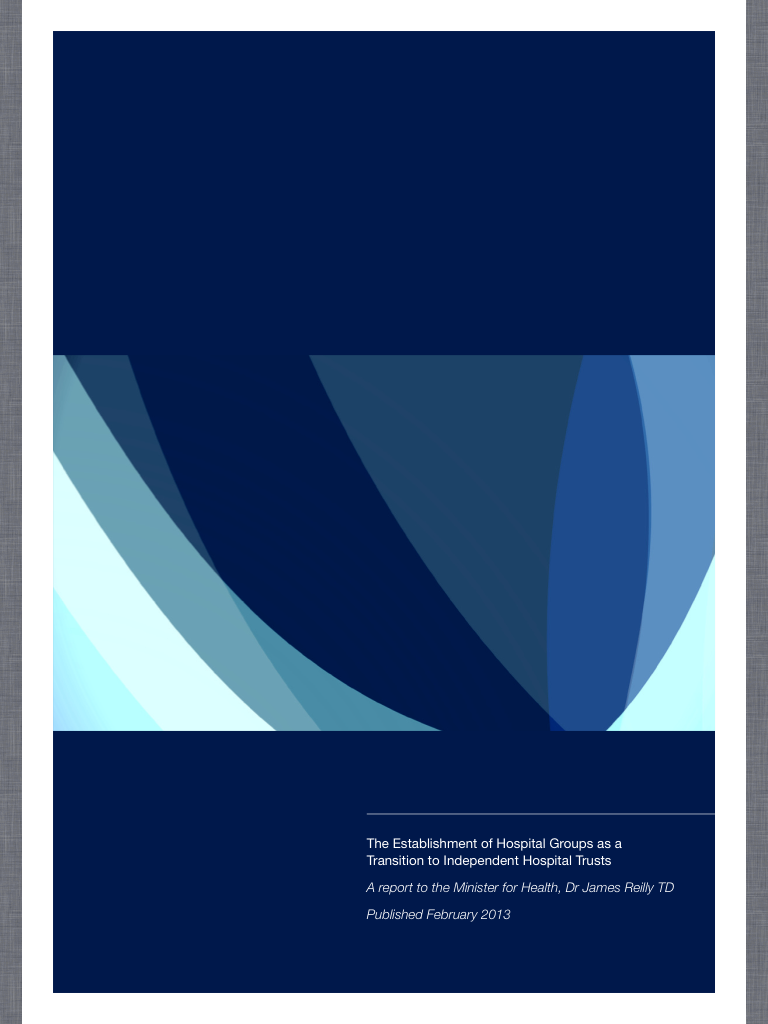 The Establishment of Hospital Groups as a
Transition to Independent Hospital Trusts
A report to the Minister for Health, Dr James Reilly TD
Published February 2013